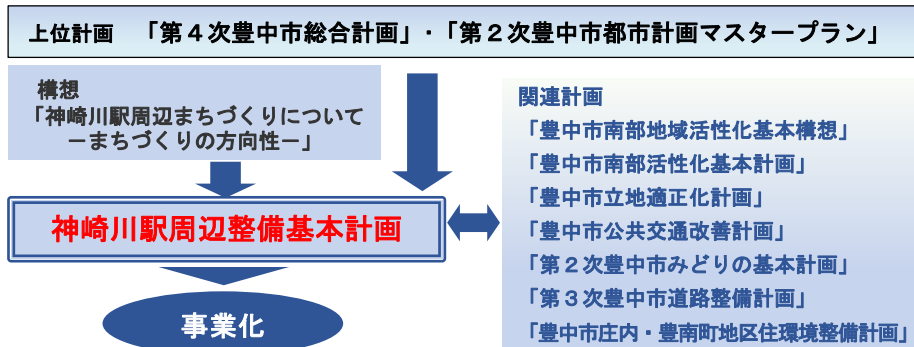 上位計画 「第４次豊中市総合計画」・「第２次豊中市都市計画マスタープラン」
構想
「神崎川駅周辺まちづくりについて
－まちづくりの方向性－」
神崎川駅周辺整備基本計画
事業化
関連計画
「豊中市南部地域活性化基本構想」
「豊中市南部活性化基本計画」
「豊中市立地適正化計画」
「豊中市公共交通改善計画」
「第２次豊中市みどりの基本計画」
「第３次豊中市道路整備計画」
「豊中市庄内・豊南町地区住環境整備計画」